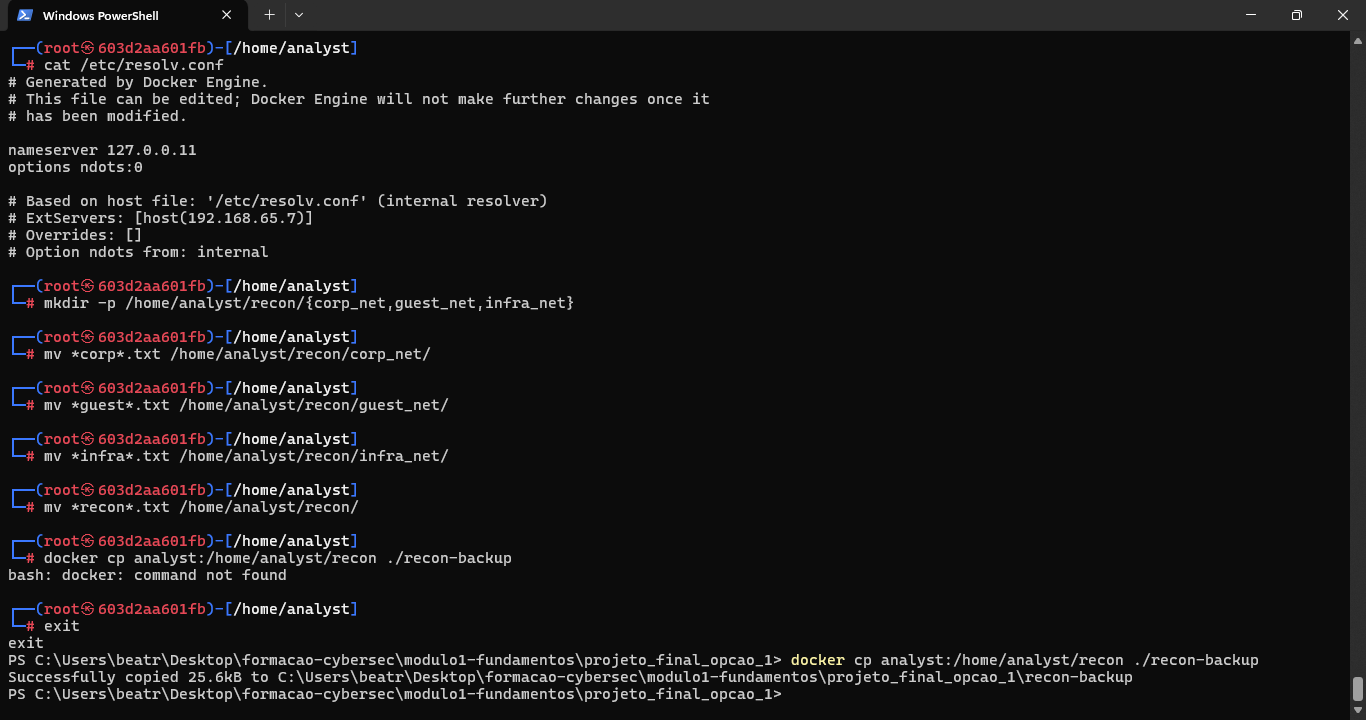 Windows PowerShell
┌──(root㉿603d2aa601fb)-[/home/analyst]
└─# cat /etc/resolv.conf
# Generated by Docker Engine.
# This file can be edited; Docker Engine will not make further changes once it
# has been modified.
nameserver 127.0.0.11
options ndots:0
# Based on host file: '/etc/resolv.conf' (internal resolver)
# ExtServers: [host(192.168.65.7)]
# Overrides: []
# Option ndots from: internal
┌──(root㉿603d2aa601fb)-[/home/analyst]
└─# mkdir -p /home/analyst/recon/{corp_net,guest_net,infra_net}
┌──(root㉿603d2aa601fb)-[/home/analyst]
└─# mv *corp*.txt /home/analyst/recon/corp_net/
┌──(root㉿603d2aa601fb)-[/home/analyst]
└─# mv *guest*.txt /home/analyst/recon/guest_net/
┌──(root㉿603d2aa601fb)-[/home/analyst]
└─# mv *infra*.txt /home/analyst/recon/infra_net/
┌──(root㉿603d2aa601fb)-[/home/analyst]
└─# mv *recon*.txt /home/analyst/recon/
┌──(root㉿603d2aa601fb)-[/home/analyst]
└─# docker cp analyst:/home/analyst/recon ./recon-backup
bash: docker: command not found
┌──(root㉿603d2aa601fb)-[/home/analyst]
└─# exit
exit
PS C:\Users\beatr\Desktop\formacao-cybersec\modulo1-fundamentos\projeto_final_opcao_1> docker cp analyst:/home/analyst/recon ./recon-backup
Successfully copied 25.6kB to C:\Users\beatr\Desktop\formacao-cybersec\modulo1-fundamentos\projeto_final_opcao_1\recon-backup
PS C:\Users\beatr\Desktop\formacao-cybersec\modulo1-fundamentos\projeto_final_opcao_1>